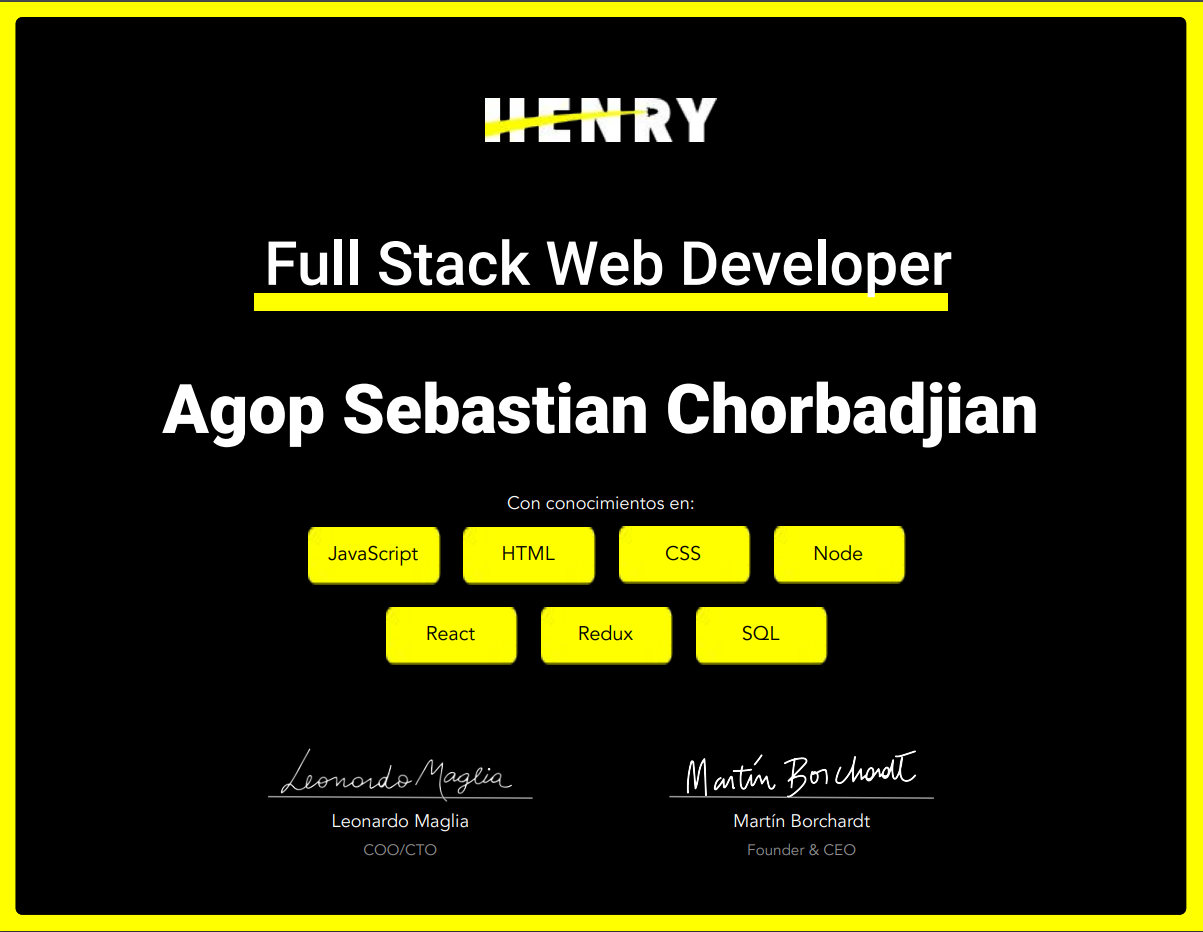 HENRY
Full Stack Web Developer
Agop Sebastian Chorbadjian
Con conocimientos en:
JavaScript HTML CSS Node
React Redux SQL
Leonardo Maglia Martín Borchardt
Leonardo Maglia Martín Borchardt
COO/CTO Founder & CEO